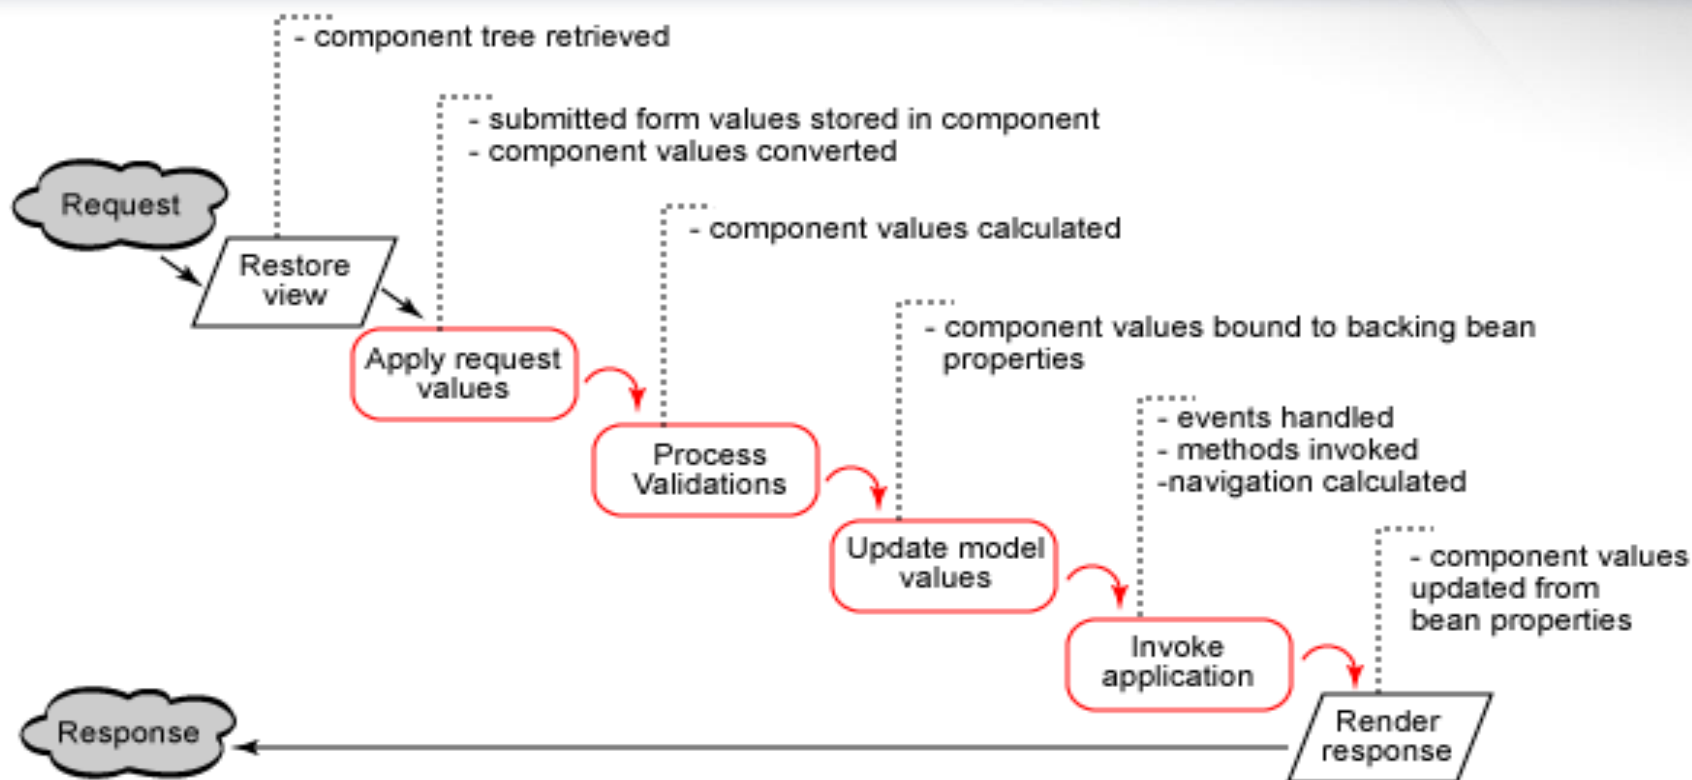 - component tree retrieved
- submitted form values stored in component
- component values converted
Request
- component values calculated
Restore
view
- component values bound to backing bean
properties
Apply request
values
- events handled
- methods invoked
-navigation calculated
Process
Validations
Update model
values
- component values
updated from
bean properties
Invoke
application
Render
response
Response